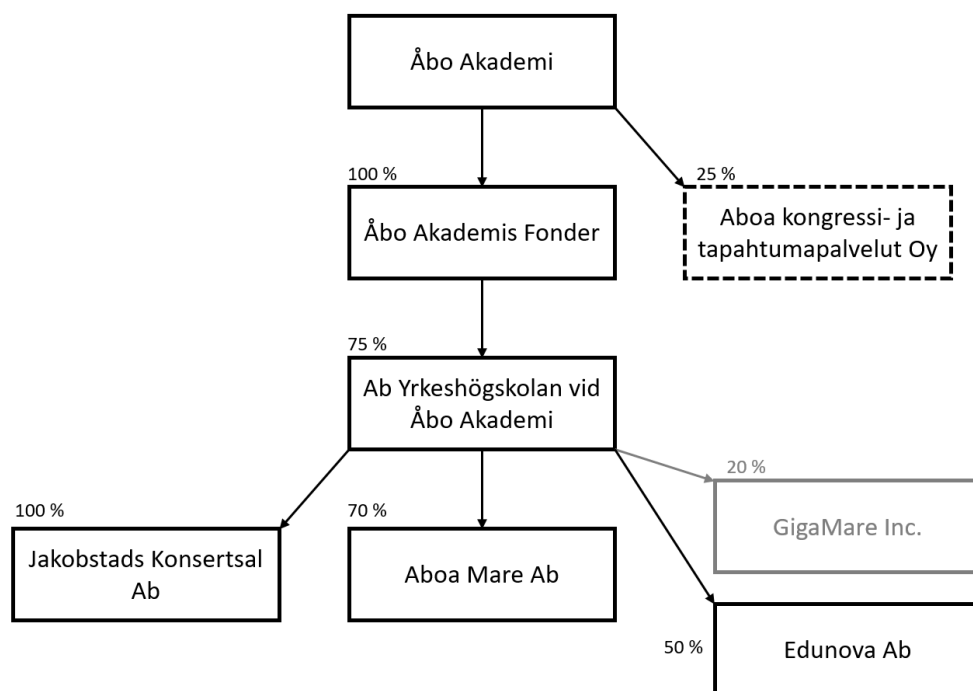 Åbo Akademi
100 %
25 %
Åbo Akademis Fonder
Aboa kongressi- ja
tapahtumapalvelut Oy
75 %
Ab Yrkeshögskolan vid
Åbo Akademi
20 %
GigaMare Inc.
100 %
70 %
Jakobstads Konsertsal
Ab
Aboa Mare Ab
50 %
Edunova Ab